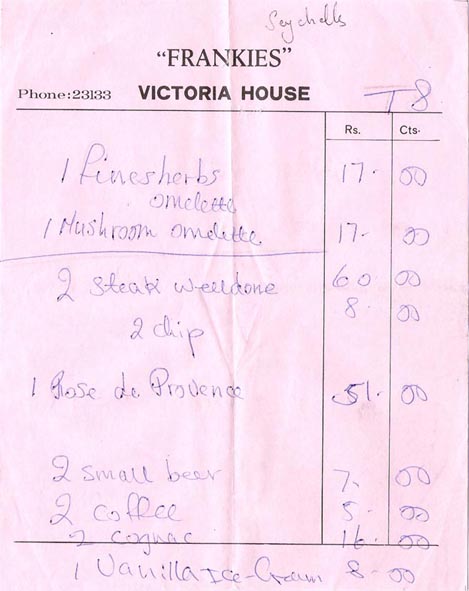 Seychells
"FRANKIES"
Phone:23133 VICTORIA HOUSE T8
Rs. Cts.
1 Finesherbs 17. 00
omelette
1 Mushroom omelette 17. 00
2 steak welldone 60 00
2 chip 8. 00
1 Rose de Provence 51. 00
2 small beer 7. 00
2 coffee 5. 00
2 cognac 16. 00
1 Vanilla Ice-Cream 8. 00